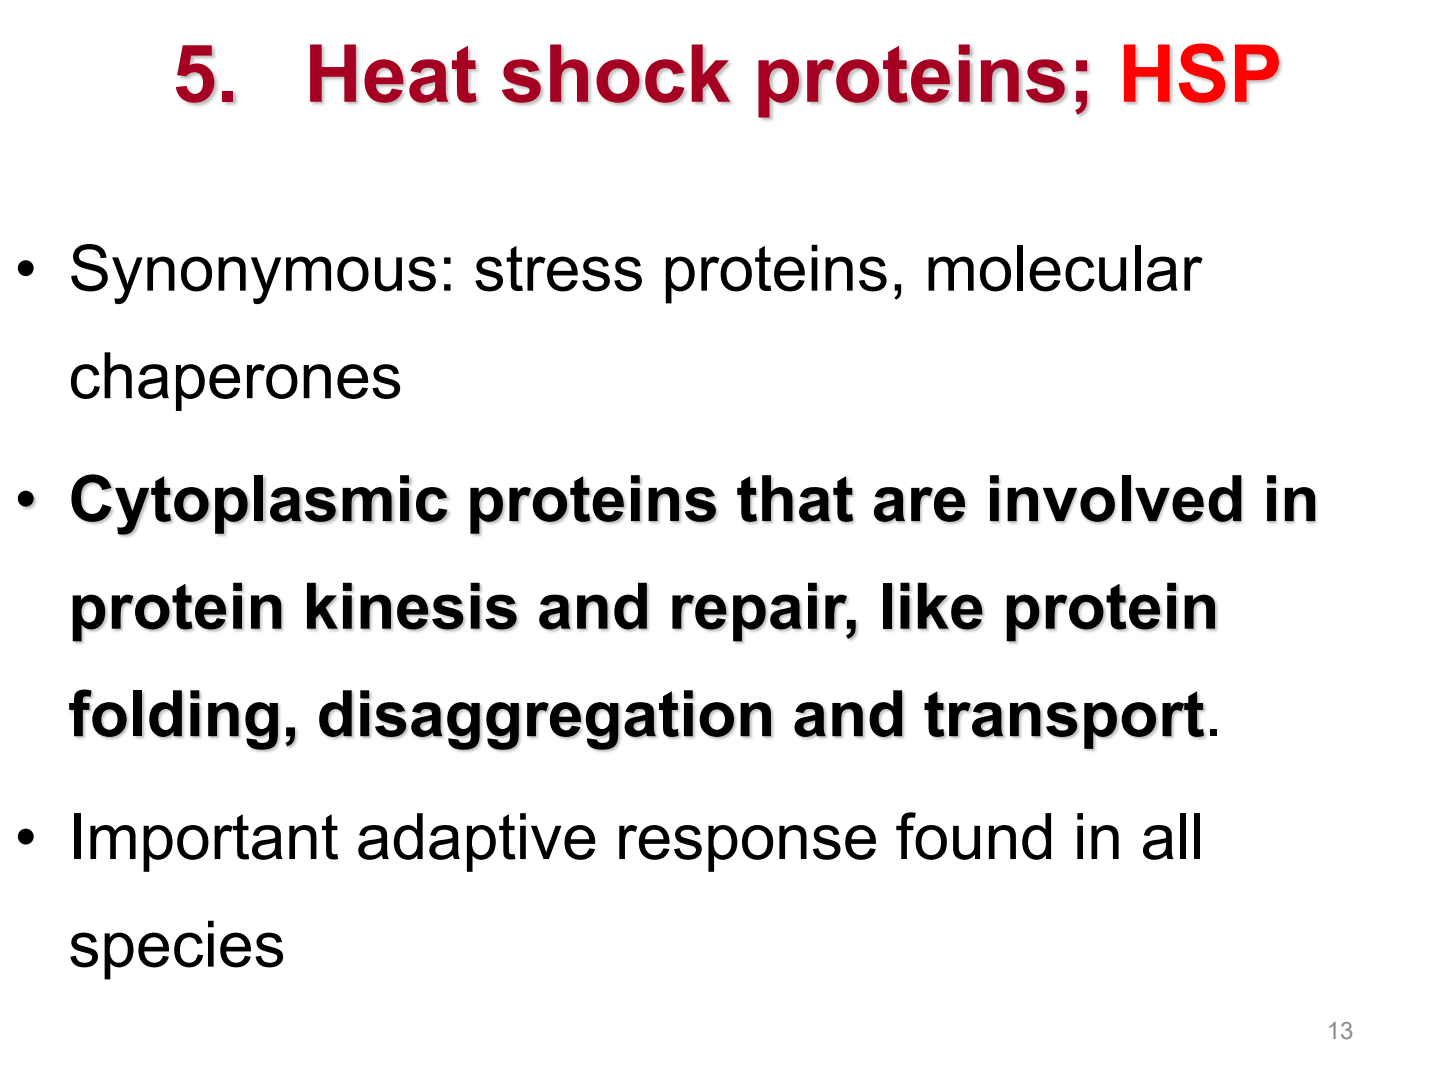 5. Heat shock proteins; HSP
• Synonymous: stress proteins, molecular
chaperones
• Cytoplasmic proteins that are involved in
protein kinesis and repair, like protein
folding, disaggregation and transport.
• Important adaptive response found in all
species
13